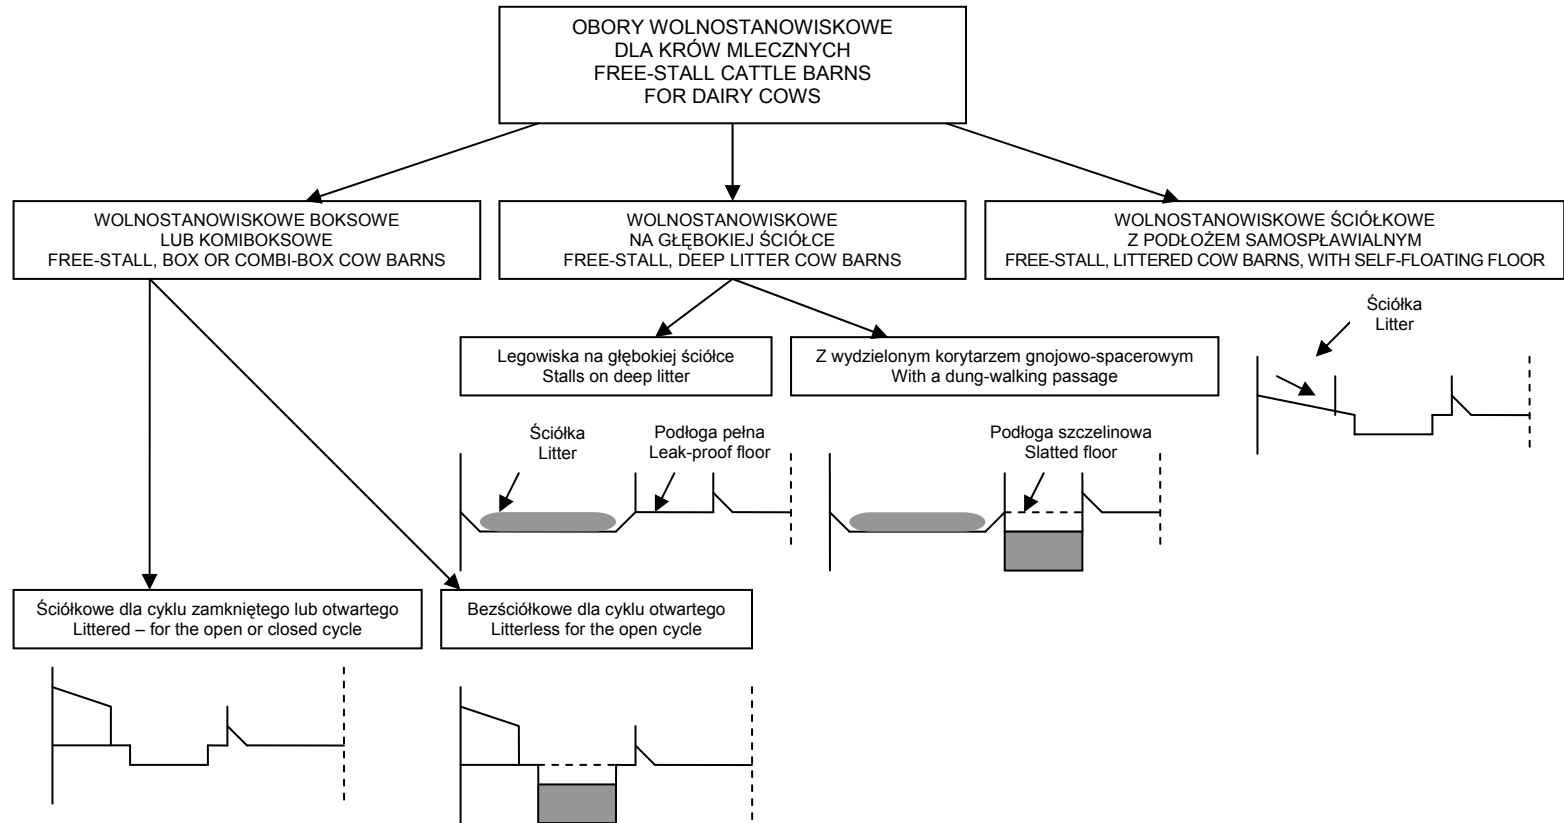 OBORY WOLNOSTANOWISKOWE
DLA KRÓW MLECZNYCH
FREE-STALL CATTLE BARNS
FOR DAIRY COWS
WOLNOSTANOWISKOWE BOKSOWE
LUB KOMIBOKSOWE
FREE-STALL, BOX OR COMBI-BOX COW BARNS
WOLNOSTANOWISKOWE
NA GŁĘBOKIEJ ŚCIÓŁCE
FREE-STALL, DEEP LITTER COW BARNS
WOLNOSTANOWISKOWE ŚCIÓŁKOWE
Z PODŁOŻEM SAMOSPŁAWIALNYM
FREE-STALL, LITTERED COW BARNS, WITH SELF-FLOATING FLOOR
Ściółka
Litter
Legowiska na głębokiej ściółce
Stalls on deep litter
Z wydzielonym korytarzem gnojowo-spacerowym
With a dung-walking passage
Ściółka
Litter
Podłoga pełna
Leak-proof floor
Podłoga szczelinowa
Slatted floor
Ściółkowe dla cyklu zamkniętego lub otwartego
Littered – for the open or closed cycle
Bezściółkowe dla cyklu otwartego
Litterless for the open cycle